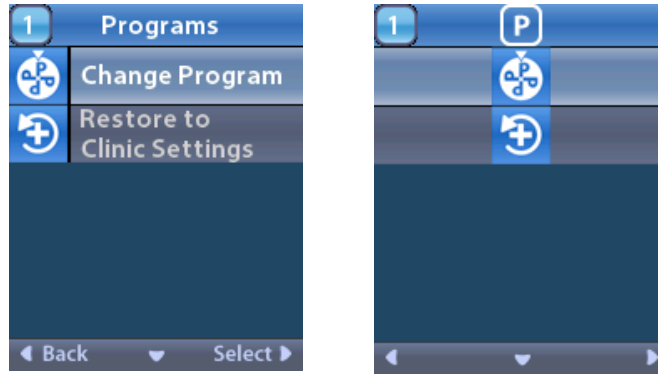 1 Programs
Change Program
Restore to
Clinic Settings
Back Select
1 P